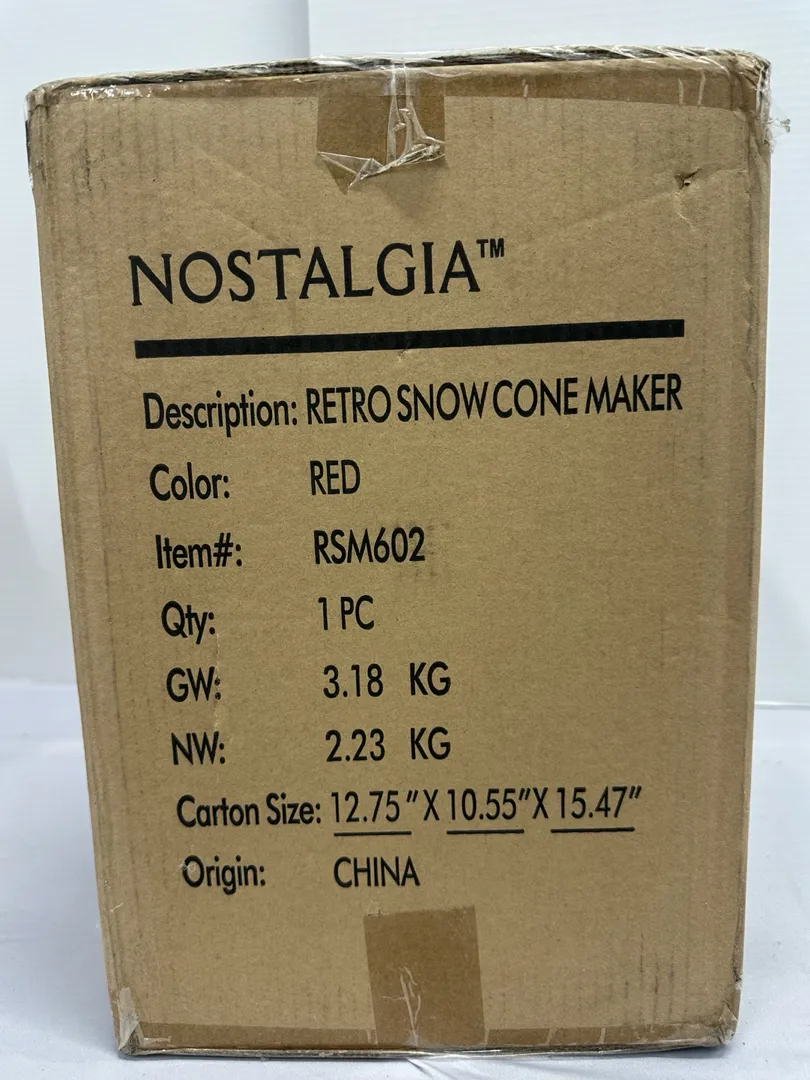 NOSTALGIA™
Description: RETRO SNOW CONE MAKER
Color: RED
Item#: RSM602
Qty: 1 PC
GW: 3.18 KG
NW: 2.23 KG
Carton Size: 12.75" X 10.55" X 15.47"
Origin: CHINA